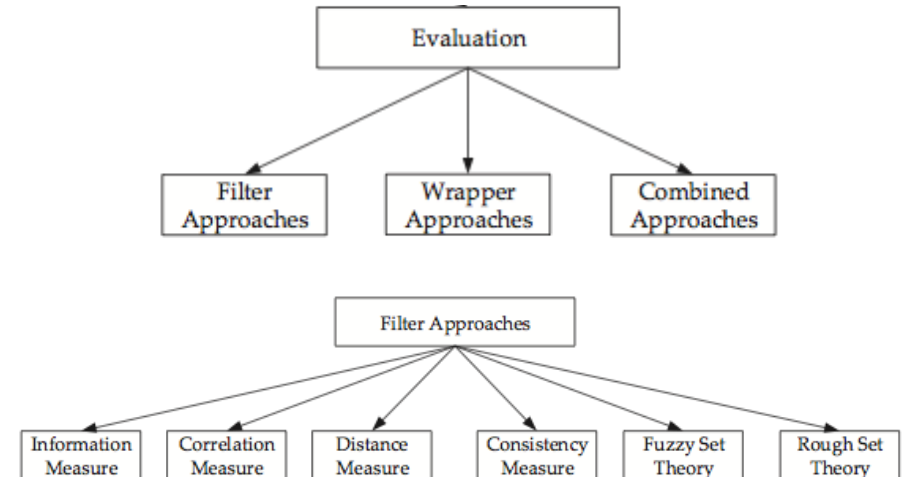 Evaluation
Filter
Approaches
Wrapper
Approaches
Combined
Approaches
Filter Approaches
Information
Measure
Correlation
Measure
Distance
Measure
Consistency
Measure
Fuzzy Set
Theory
Rough Set
Theory